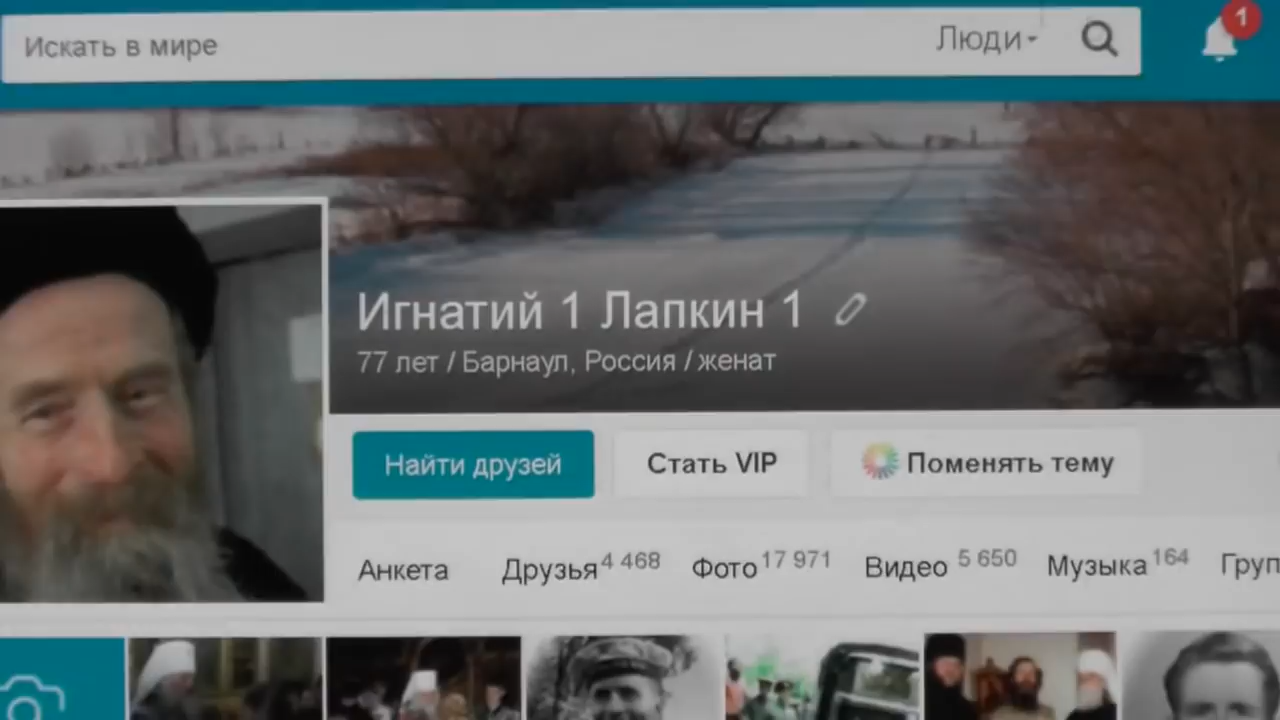 Искать в мире Люди
1
Игнатий 1 Лапкин 1
77 лет / Барнаул, Россия / женат
Найти друзей Стать VIP Поменять тему
Анкета Друзья 4 468 Фото 17 971 Видео 5 650 Музыка 164